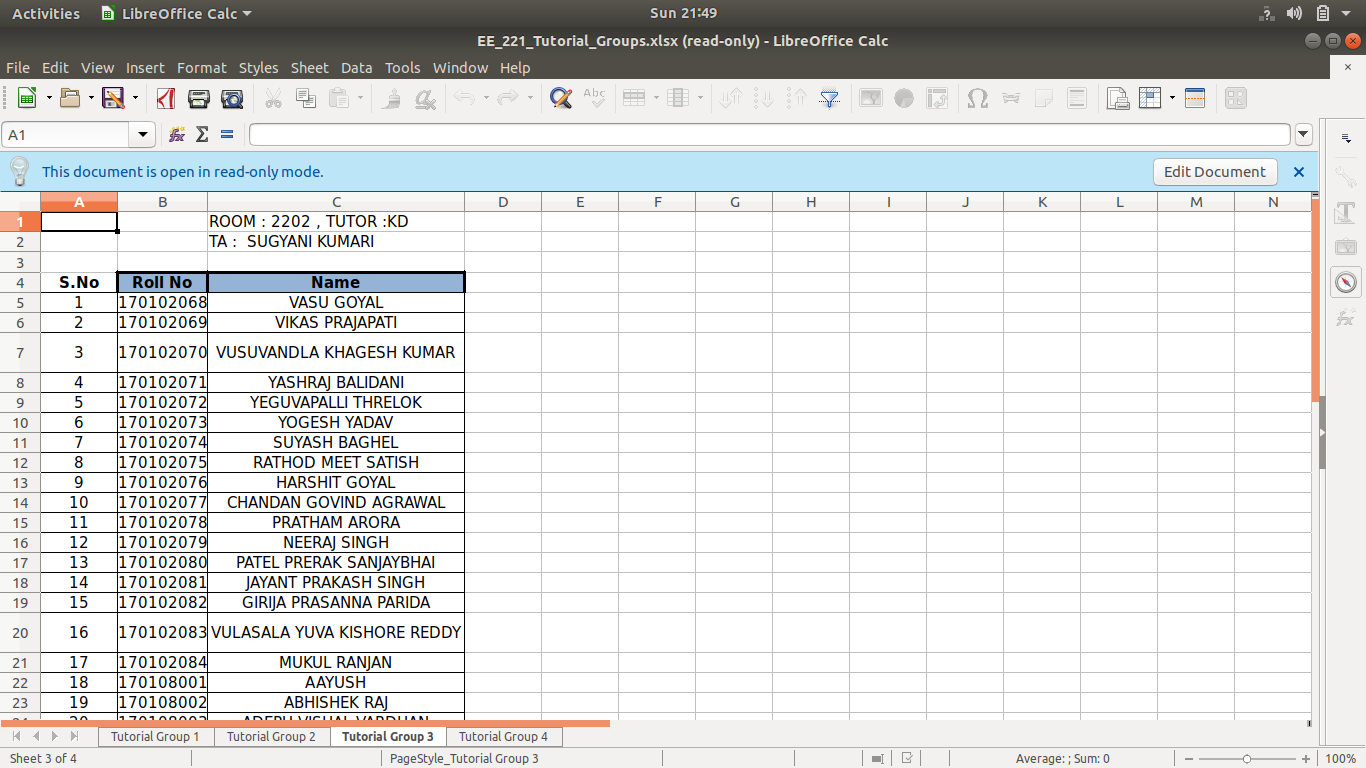 Activities LibreOffice Calc Sun 21:49
EE_221_Tutorial_Groups.xlsx (read-only) - LibreOffice Calc
File Edit View Insert Format Styles Sheet Data Tools Window Help
A1
This document is open in read-only mode. Edit Document
A B C D E F G H I J K L M N
1 ROOM : 2202 , TUTOR :KD
2 TA : SUGYANI KUMARI
3
4 S.No Roll No Name
5 1 170102068 VASU GOYAL
6 2 170102069 VIKAS PRAJAPATI
7 3 170102070 VUSUVANDLA KHAGESH KUMAR
8 4 170102071 YASHRAJ BALIDANI
9 5 170102072 YEGUVAPALLI THRELOK
10 6 170102073 YOGESH YADAV
11 7 170102074 SUYASH BAGHEL
12 8 170102075 RATHOD MEET SATISH
13 9 170102076 HARSHIT GOYAL
14 10 170102077 CHANDAN GOVIND AGRAWAL
15 11 170102078 PRATHAM ARORA
16 12 170102079 NEERAJ SINGH
17 13 170102080 PATEL PRERAK SANJAYBHAI
18 14 170102081 JAYANT PRAKASH SINGH
19 15 170102082 GIRIJA PRASANNA PARIDA
20 16 170102083 VULASALA YUVA KISHORE REDDY
21 17 170102084 MUKUL RANJAN
22 18 170108001 AAYUSH
23 19 170108002 ABHISHEK RAJ
Tutorial Group 1 Tutorial Group 2 Tutorial Group 3 Tutorial Group 4
Sheet 3 of 4 PageStyle_Tutorial Group 3 Average: ; Sum: 0 100%